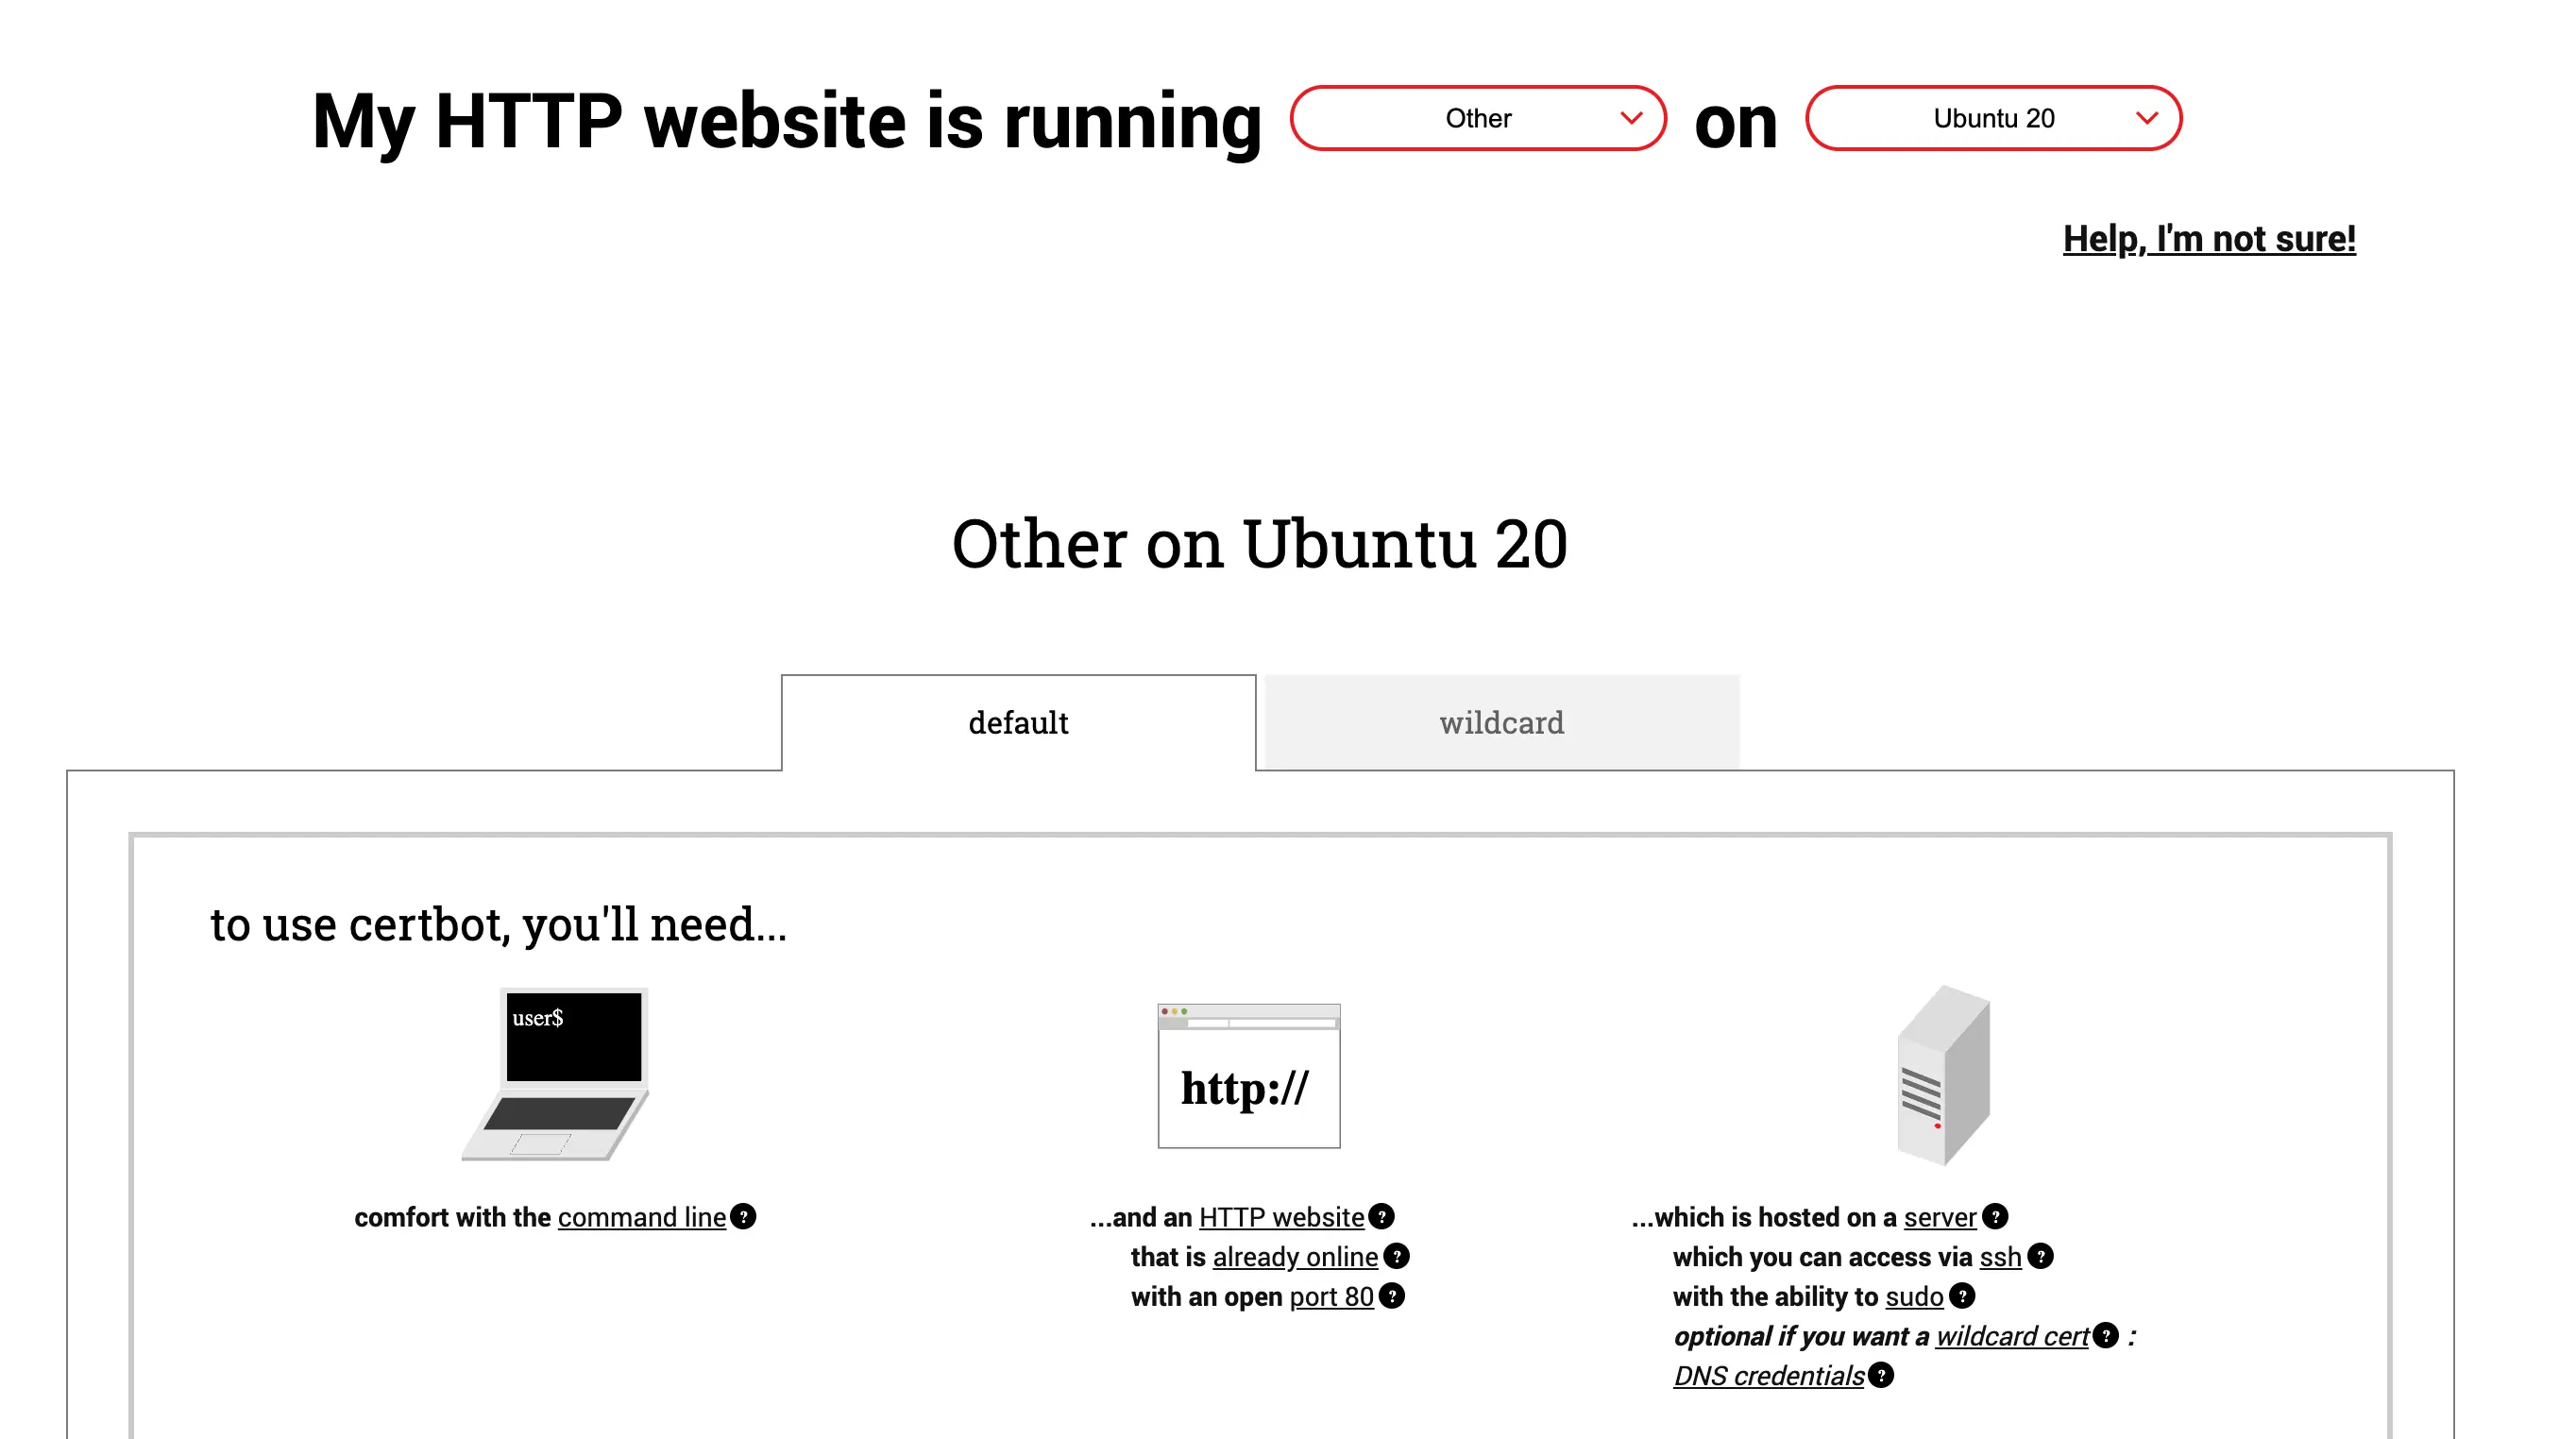 My HTTP website is running Other on Ubuntu 20
Help, I'm not sure!
Other on Ubuntu 20
default wildcard
to use certbot, you'll need...
user$
http://
comfort with the command line ?
...and an HTTP website ?
that is already online ?
with an open port 80 ?
...which is hosted on a server ?
which you can access via ssh ?
with the ability to sudo ?
optional if you want a wildcard cert ? :
DNS credentials ?